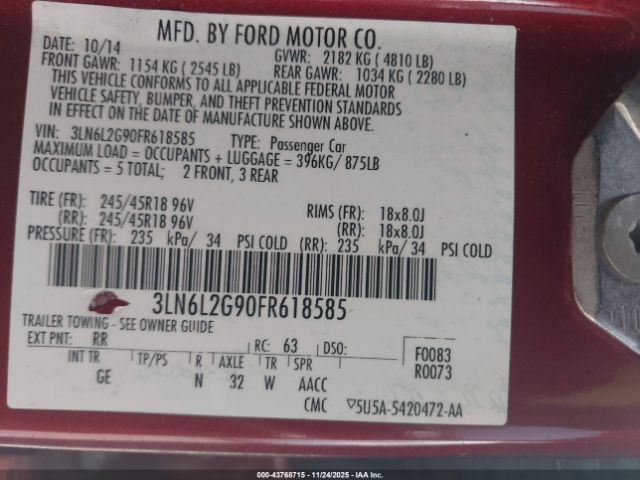 MFD. BY FORD MOTOR CO.
DATE: 10/14 GVWR: 2182 KG ( 4810 LB)
FRONT GAWR: 1154 KG ( 2545 LB) REAR GAWR: 1034 KG ( 2280 LB)
THIS VEHICLE CONFORMS TO ALL APPLICABLE FEDERAL MOTOR
VEHICLE SAFETY, BUMPER, AND THEFT PREVENTION STANDARDS
IN EFFECT ON THE DATE OF MANUFACTURE SHOWN ABOVE.
VIN: 3LN6L2G90FR618585 TYPE: Passenger Car
MAXIMUM LOAD = OCCUPANTS + LUGGAGE = 396KG/ 875LB
OCCUPANTS = 5 TOTAL; 2 FRONT, 3 REAR
TIRE (FR): 245/45R18 96V RIMS (FR): 18x8.0J
(RR): 245/45R18 96V (RR): 18x8.0J
PRESSURE (FR): 235 kPa/ 34 PSI COLD (RR): 235 kPa/ 34 PSI COLD
3LN6L2G90FR618585
TRAILER TOWING - SEE OWNER GUIDE
EXT PNT: RR RC: 63 DSO: F0083
INT TR TP/PS R AXLE TR SPR R0073
GE N 32 W AACC
CMC ▽5U5A-5420472-AA
000-43768715 - 11/24/2025 - IAAI.com